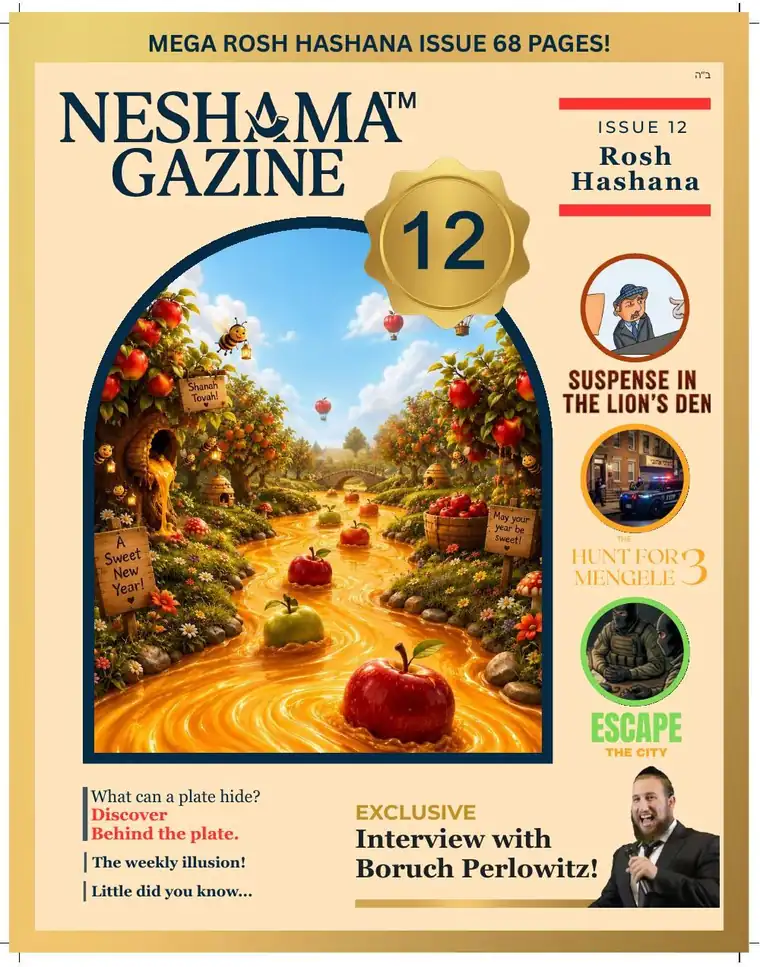 MEGA ROSH HASHANA ISSUE 68 PAGES!
ב"ה
NESHAMA™
GAZINE
ISSUE 12
Rosh
Hashana
12
Shanah
Tovah!
A
Sweet
New
Year!
May your
year be
sweet!
SUSPENSE IN
THE LION'S DEN
THE
HUNT FOR
MENGELE 3
ESCAPE
THE CITY
What can a plate hide?
Discover
Behind the plate.
The weekly illusion!
Little did you know...
EXCLUSIVE
Interview with
Boruch Perlowitz!